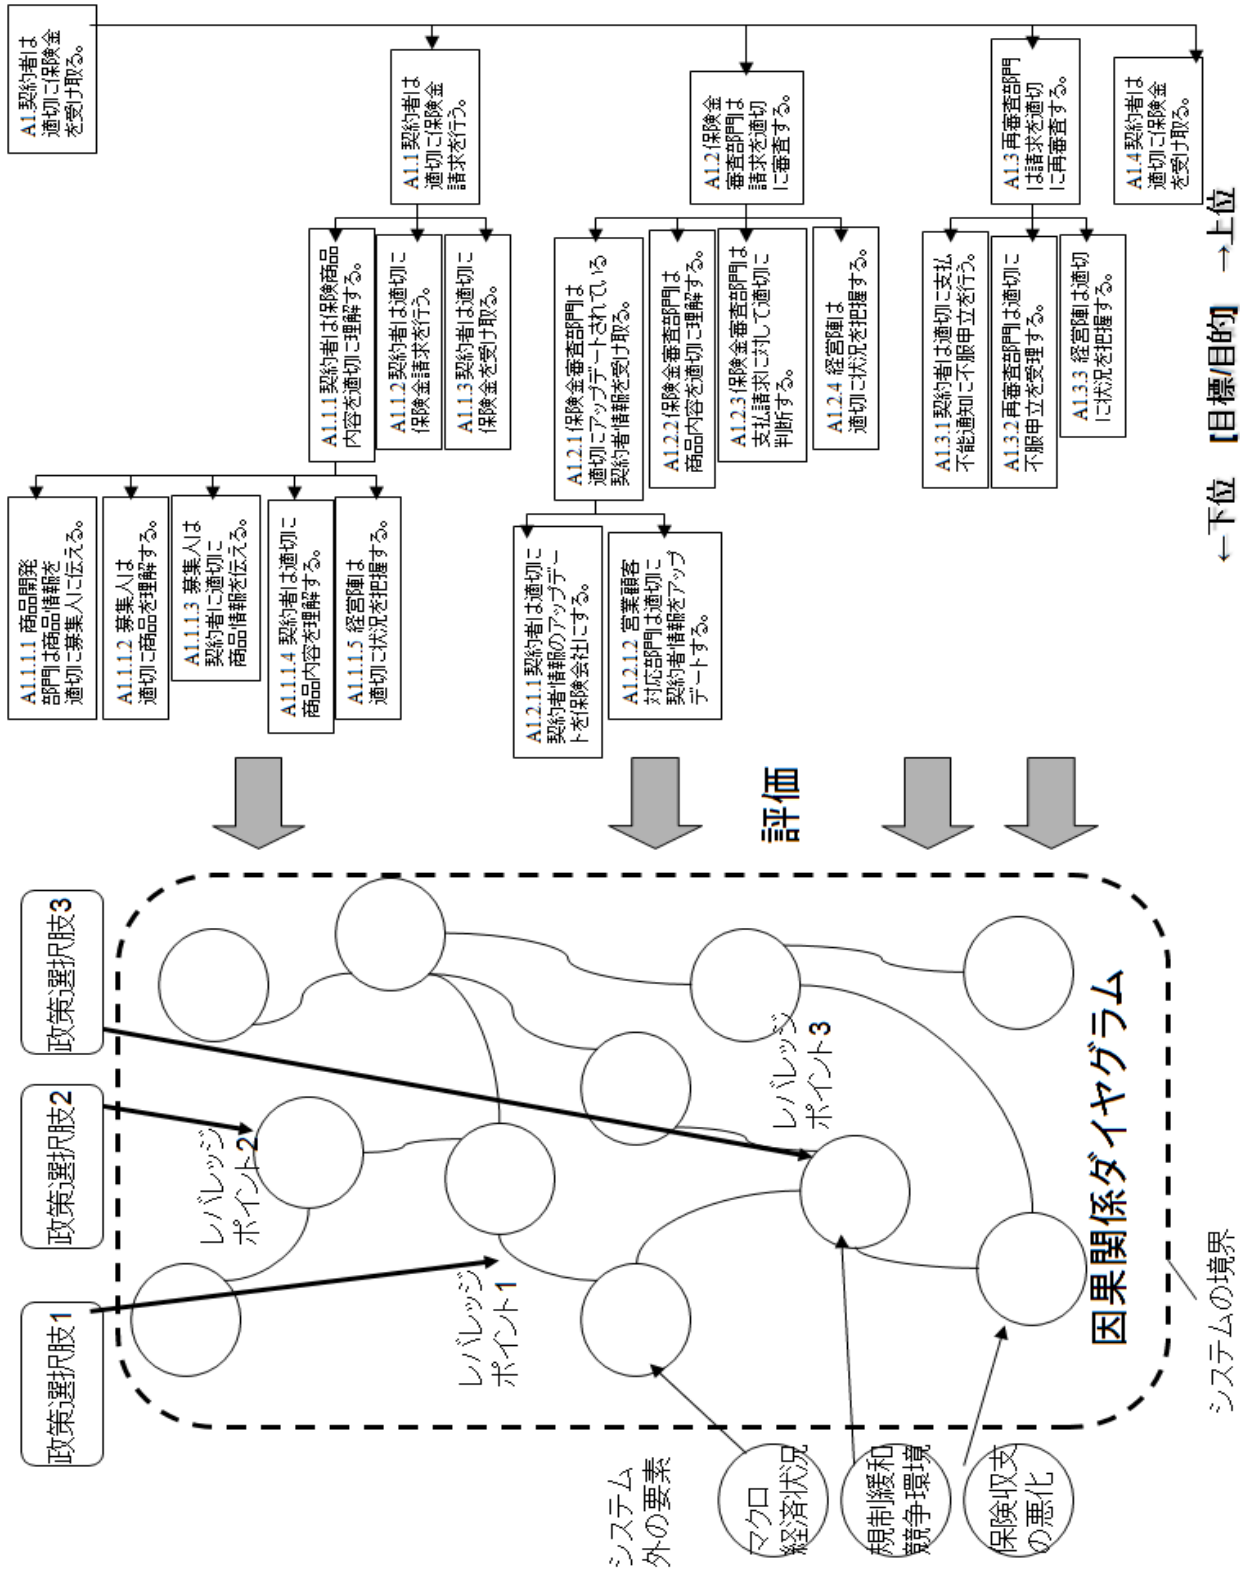 政策選択肢1
政策選択肢2
政策選択肢3
レバレッジ
ポイント1
レバレッジ
ポイント2
レバレッジ
ポイント3
システム
外の要素
マクロ
経済状況
規制緩和
競争環境
保険収支
の悪化
因果関係ダイヤグラム
システムの境界
評価
A1.1.1.1 商品開発
部門は商品情報を
適切に募集人に伝える。
A1.1.1.2 募集人は
適切に商品を理解する。
A1.1.1.3 募集人は
契約者に適切に
商品情報を伝える。
A1.1.1.4 契約者は適切に
商品内容を理解する。
A1.1.1.5 経営陣は
適切に状況を把握する。
A1.2.1.1 契約者は適切に
契約者情報のアップデー
トを保険会社にする。
A1.2.1.2 営業顧客
対応部門は適切に
契約者情報をアップ
デートする。
A1.1.1 契約者は保険商品
内容を適切に理解する。
A1.1.2 契約者は適切に
保険金請求を行う。
A1.1.3 契約者は適切に
保険金を受け取る。
A1.2.1 保険金審査部門は
適切にアップデートされている
契約者情報を受け取る。
A1.2.2 保険金審査部門は
商品内容を適切に理解する。
A1.2.3 保険金審査部門は
支払請求に対して適切に
判断する。
A1.2.4 経営陣は
適切に状況を把握する。
A1.3.1 契約者は適切に支払
不能通知に不服申立を行う。
A1.3.2 再審査部門は適切に
不服申立を受理する。
A1.3.3 経営陣は適切
に状況を把握する。
A1.1 契約者は
適切に保険金
請求を行う。
A1.2 保険金
審査部門は
請求を適切
に審査する。
A1.3 再審査部門
は請求を適切
に再審査する。
A1.4 契約者は
適切に保険金
を受け取る。
A1.契約者は
適切に保険金
を受け取る。
←下位 [目標/目的] →上位